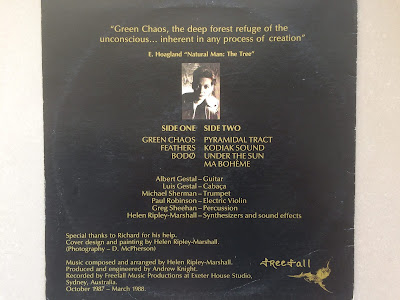 "Green Chaos, the deep forest refuge of the
unconscious... inherent in any process of creation"
E. Hoagland "Natural Man: The Tree"
SIDE ONE SIDE TWO
GREEN CHAOS PYRAMIDAL TRACT
FEATHERS KODIAK SOUND
BODØ UNDER THE SUN
MA BOHÈME
Albert Gestal – Guitar
Luis Gestal – Cabaça
Michael Sherman – Trumpet
Paul Robinson – Electric Violin
Greg Sheehan – Percussion
Helen Ripley-Marshall – Synthesizers and sound effects
Special thanks to Richard for his help.
Cover design and painting by Helen Ripley-Marshall.
(Photography – D. McPherson)
Music composed and arranged by Helen Ripley-Marshall.
Produced and engineered by Andrew Knight.
Recorded by Freefall Music Productions at Exeter House Studio,
Sydney, Australia.
October 1987 – March 1988.
freefall